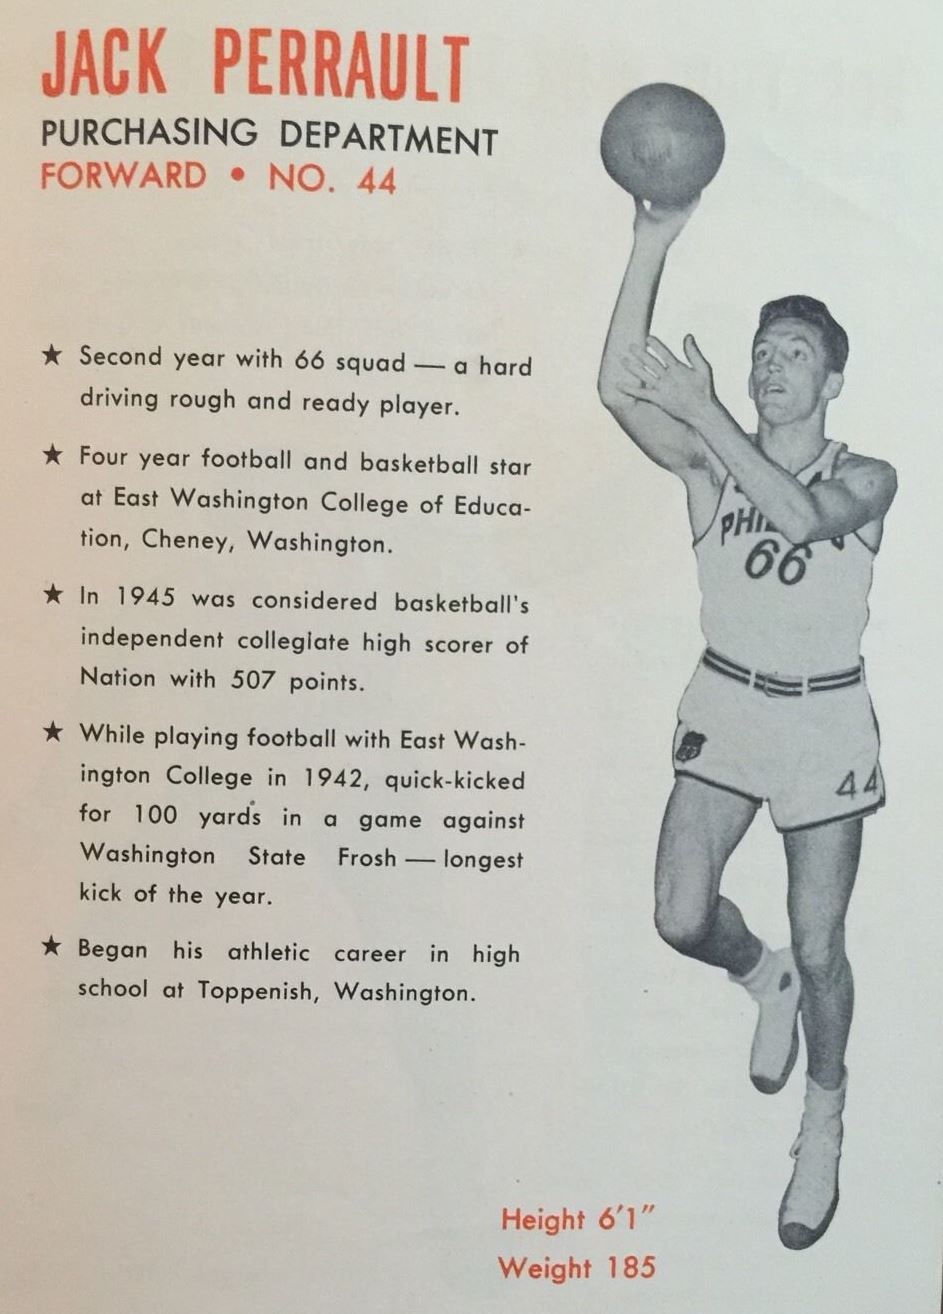 JACK PERRAULT
PURCHASING DEPARTMENT
FORWARD • NO. 44
★ Second year with 66 squad — a hard
driving rough and ready player.
★ Four year football and basketball star
at East Washington College of Educa-
tion, Cheney, Washington.
★ In 1945 was considered basketball's
independent collegiate high scorer of
Nation with 507 points.
★ While playing football with East Wash-
ington College in 1942, quick-kicked
for 100 yards in a game against
Washington State Frosh — longest
kick of the year.
★ Began his athletic career in high
school at Toppenish, Washington.
66
44
Height 6'1"
Weight 185